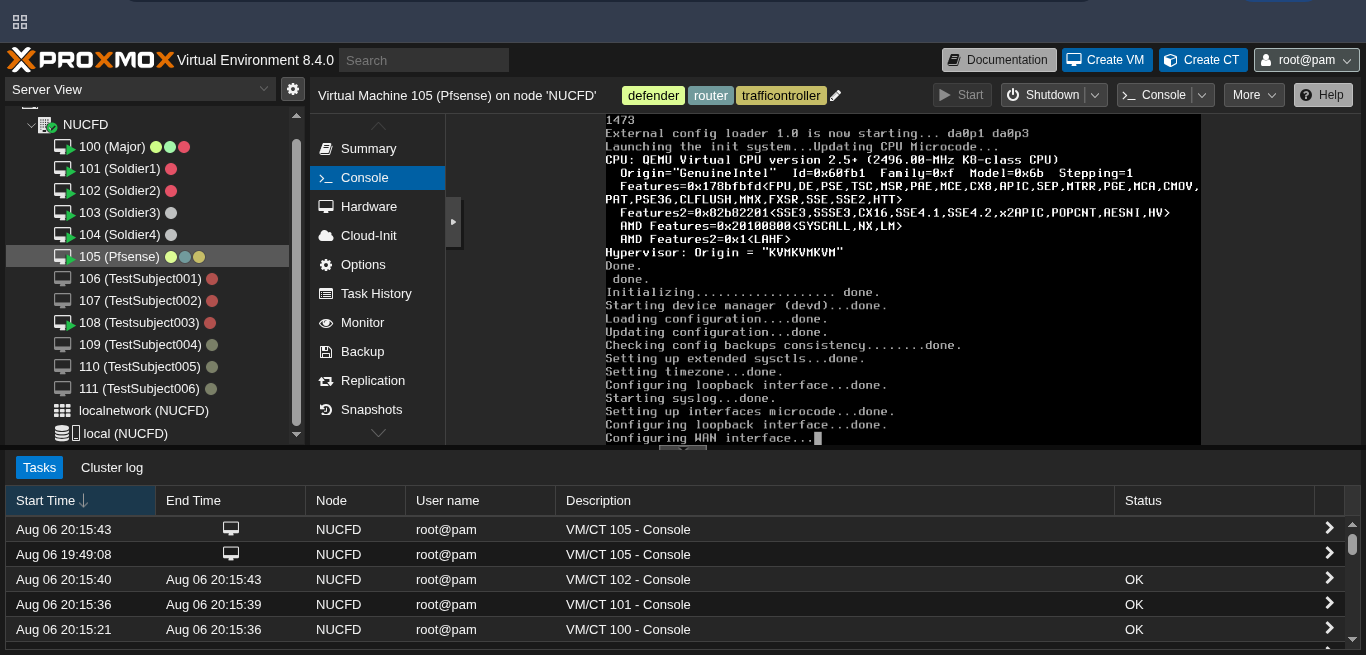 PROXMOX Virtual Environment 8.4.0 Search Documentation Create VM Create CT root@pam
Server View
Virtual Machine 105 (Pfsense) on node 'NUCFD' defender router trafficontroller Start Shutdown Console More Help
NUCFD
100 (Major)
101 (Soldier1)
102 (Soldier2)
103 (Soldier3)
104 (Soldier4)
105 (Pfsense)
106 (TestSubject001)
107 (TestSubject002)
108 (Testsubject003)
109 (TestSubject004)
110 (TestSubject005)
111 (TestSubject006)
localnetwork (NUCFD)
local (NUCFD)
Summary
Console
Hardware
Cloud-Init
Options
Task History
Monitor
Backup
Replication
Snapshots
1473
External config loader 1.0 is now starting... da0p1 da0p3
Launching the init system...Updating CPU Microcode...
CPU: QEMU Virtual CPU version 2.5+ (2496.00-MHz K8-class CPU)
Origin="GenuineIntel" Id=0x60fb1 Family=0xf Model=0x6b Stepping=1
Features=0x178bfbfd<FPU,DE,PSE,TSC,MSR,PAE,MCE,CX8,APIC,SEP,MTRR,PGE,MCA,CMOV,
PAT,PSE36,CLFLUSH,MMX,FXSR,SSE,SSE2,HTT>
Features2=0x82b82201<SSE3,SSSE3,CX16,SSE4.1,SSE4.2,x2APIC,POPCNT,AESNI,HV>
AMD Features=0x20100800<SYSCALL,NX,LM>
AMD Features2=0x1<LAHF>
Hypervisor: Origin = "KVMKVMKVM"
Done.
done.
Initializing................... done.
Starting device manager (devd)...done.
Loading configuration....done.
Updating configuration...done.
Checking config backups consistency........done.
Setting up extended sysctls...done.
Setting timezone...done.
Configuring loopback interface...done.
Starting syslog...done.
Setting up interfaces microcode...done.
Configuring loopback interface...done.
Configuring WAN interface...
Tasks Cluster log
Start Time End Time Node User name Description Status
Aug 06 20:15:43 NUCFD root@pam VM/CT 105 - Console
Aug 06 19:49:08 NUCFD root@pam VM/CT 105 - Console
Aug 06 20:15:40 Aug 06 20:15:43 NUCFD root@pam VM/CT 102 - Console OK
Aug 06 20:15:36 Aug 06 20:15:39 NUCFD root@pam VM/CT 101 - Console OK
Aug 06 20:15:21 Aug 06 20:15:36 NUCFD root@pam VM/CT 100 - Console OK